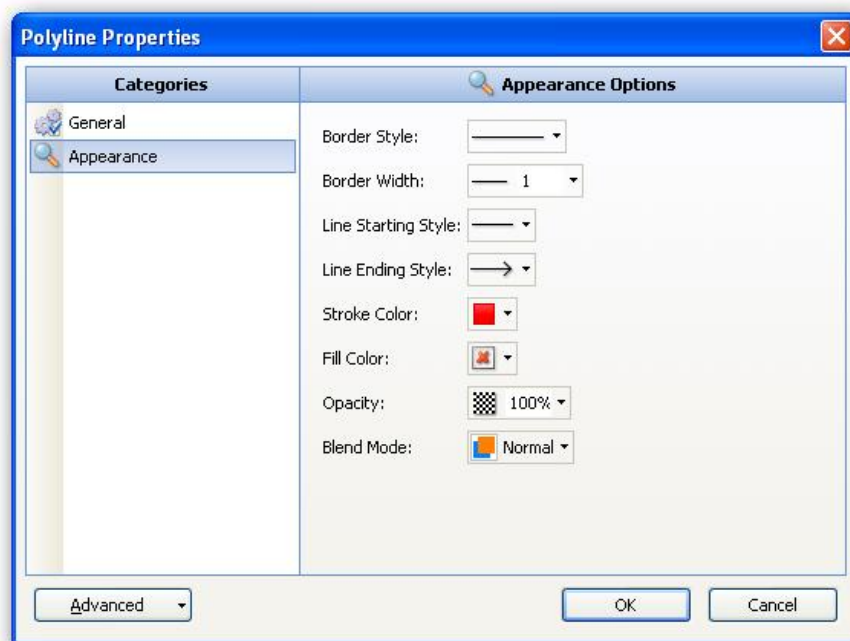 Polyline Properties
Categories
Appearance Options
General
Appearance
Border Style:
Border Width: 1
Line Starting Style:
Line Ending Style:
Stroke Color:
Fill Color:
Opacity: 100%
Blend Mode: Normal
Advanced
OK
Cancel